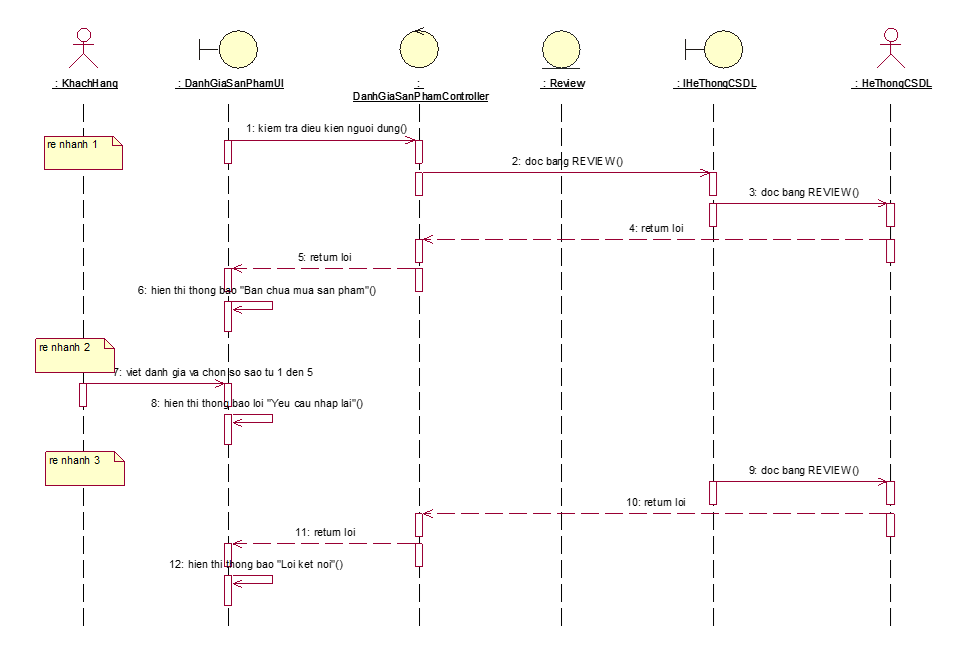 : KhachHang
: DanhGiaSanPhamUI
:
DanhGiaSanPhamController
: Review
: IHeThongCSDL
: HeThongCSDL
1: kiem tra dieu kien nguoi dung()
re nhanh 1
2: doc bang REVIEW()
3: doc bang REVIEW()
4: return loi
5: return loi
6: hien thi thong bao "Ban chua mua san pham"()
re nhanh 2
7: viet danh gia va chon so sao tu 1 den 5
8: hien thi thong bao loi "Yeu cau nhap lai"()
re nhanh 3
9: doc bang REVIEW()
10: return loi
11: return loi
12: hien thi thong bao "Loi ket noi"()